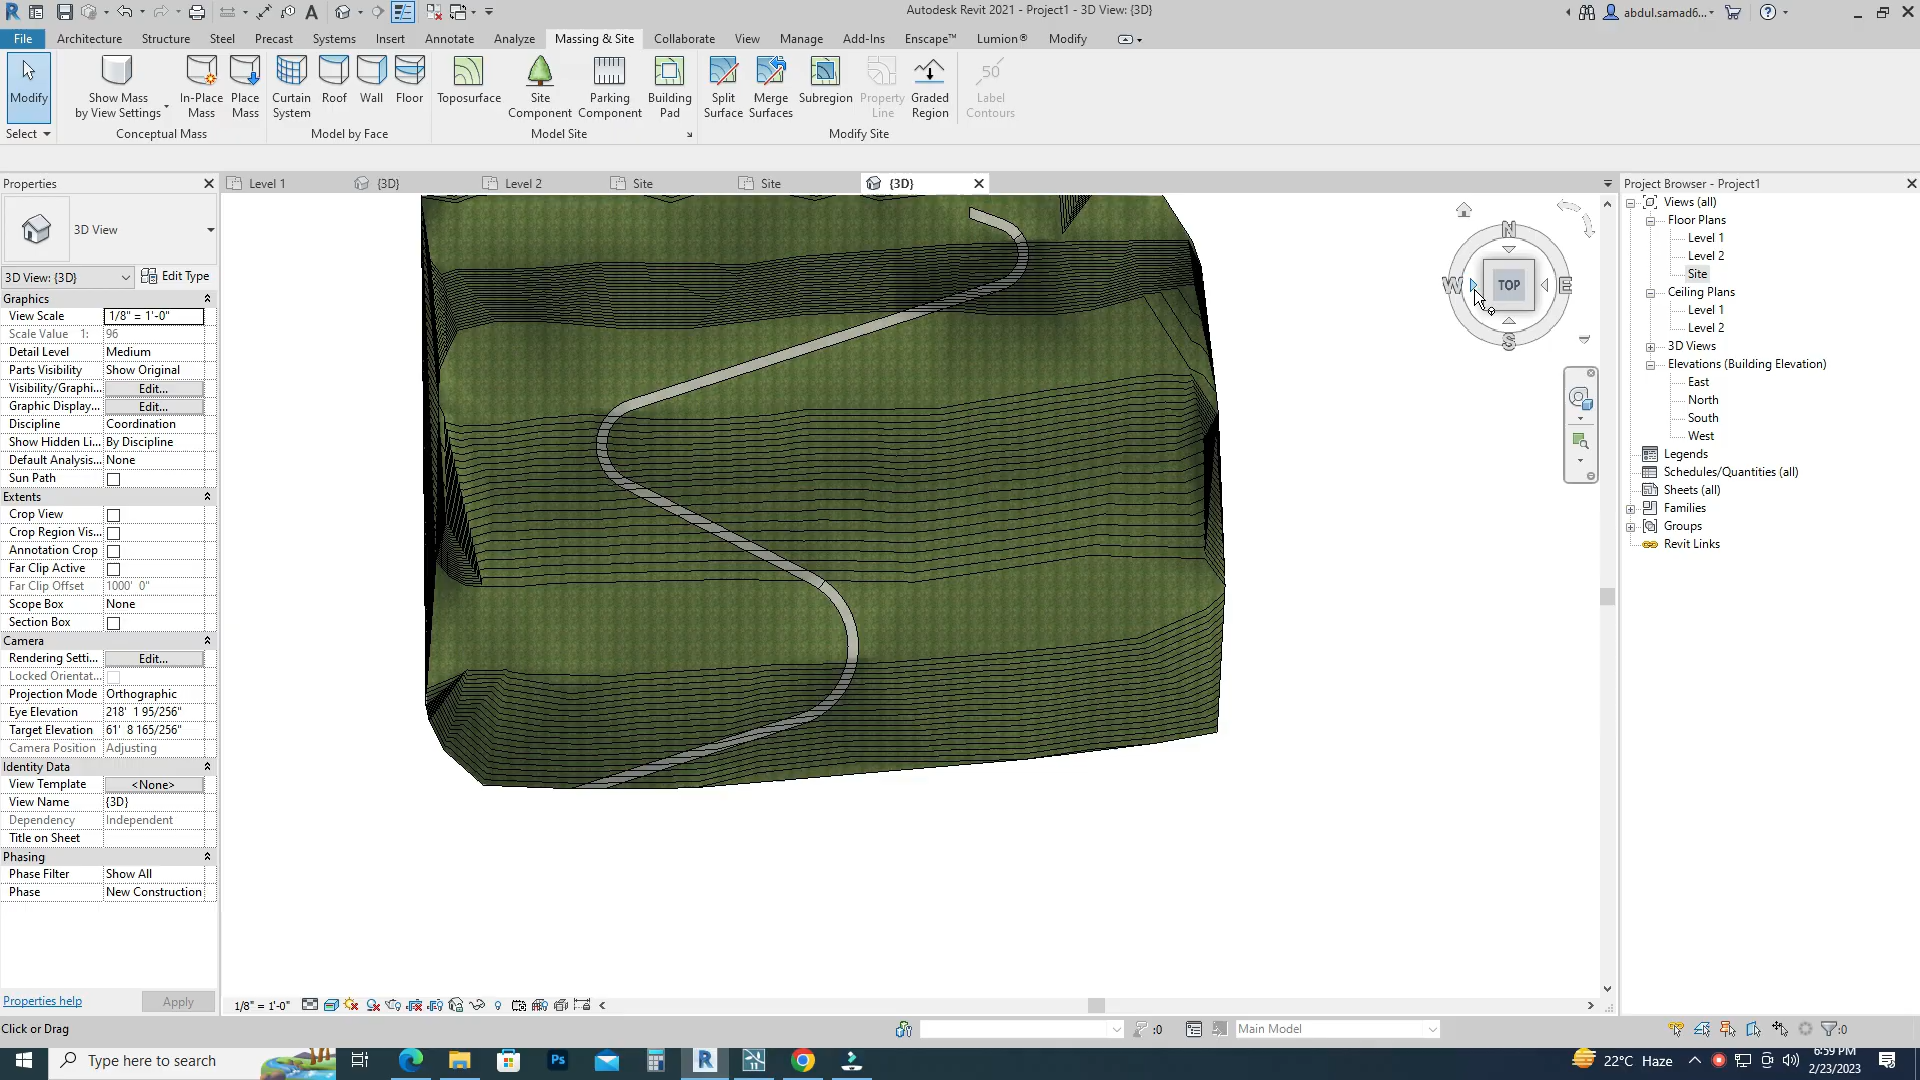 Autodesk Revit 2021 - Project1 - 3D View: {3D}
abdul.samad6...
File Architecture Structure Steel Precast Systems Insert Annotate Analyze Massing & Site Collaborate View Manage Add-Ins Enscape™ Lumion® Modify
Modify
Show Mass by View Settings
In-Place Mass
Place Mass
Curtain System
Roof
Wall
Floor
Toposurface
Site Component
Parking Component
Building Pad
Split Surface
Merge Surfaces
Subregion
Property Line
Graded Region
50
Label Contours
Select
Conceptual Mass
Model by Face
Model Site
Modify Site
Properties
Level 1
{3D}
Level 2
Site
Site
{3D}
Project Browser - Project1
3D View
3D View: {3D}
Edit Type
Graphics
View Scale 1/8" = 1'-0"
Scale Value 1: 96
Detail Level Medium
Parts Visibility Show Original
Visibility/Graphi... Edit...
Graphic Display... Edit...
Discipline Coordination
Show Hidden Li... By Discipline
Default Analysis... None
Sun Path
Extents
Crop View
Crop Region Vis...
Annotation Crop
Far Clip Active
Far Clip Offset 1000' 0"
Scope Box None
Section Box
Camera
Rendering Setti... Edit...
Locked Orientat...
Projection Mode Orthographic
Eye Elevation 218' 1 95/256"
Target Elevation 61' 8 165/256"
Camera Position Adjusting
Identity Data
View Template <None>
View Name {3D}
Dependency Independent
Title on Sheet
Phasing
Phase Filter Show All
Phase New Construction
Properties help
Apply
N
W
TOP
E
S
Views (all)
Floor Plans
Level 1
Level 2
Site
Ceiling Plans
Level 1
Level 2
3D Views
Elevations (Building Elevation)
East
North
South
West
Legends
Schedules/Quantities (all)
Sheets (all)
Families
Groups
Revit Links
1/8" = 1'-0"
Click or Drag
:0
Main Model
:0
Type here to search
22°C Haze
6:59 PM
2/23/2023